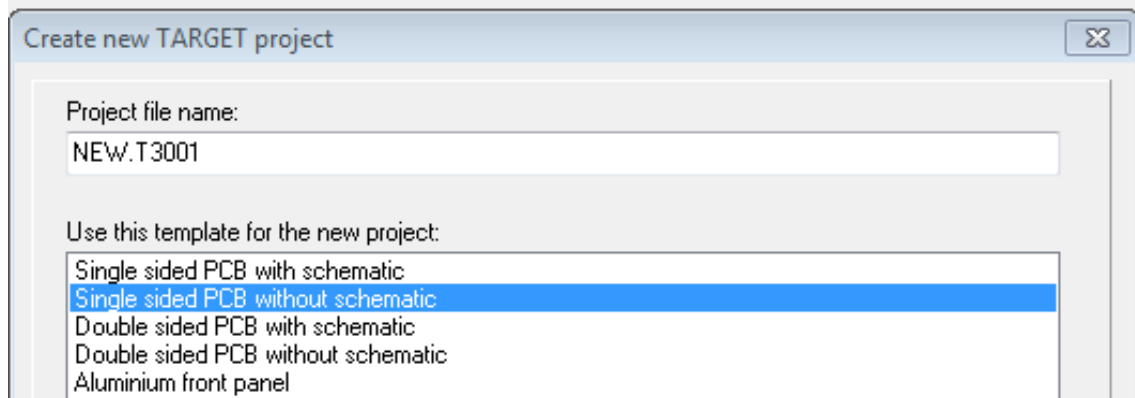 Create new TARGET project
Project file name:
NEW.T3001
Use this template for the new project:
Single sided PCB with schematic
Single sided PCB without schematic
Double sided PCB with schematic
Double sided PCB without schematic
Aluminium front panel